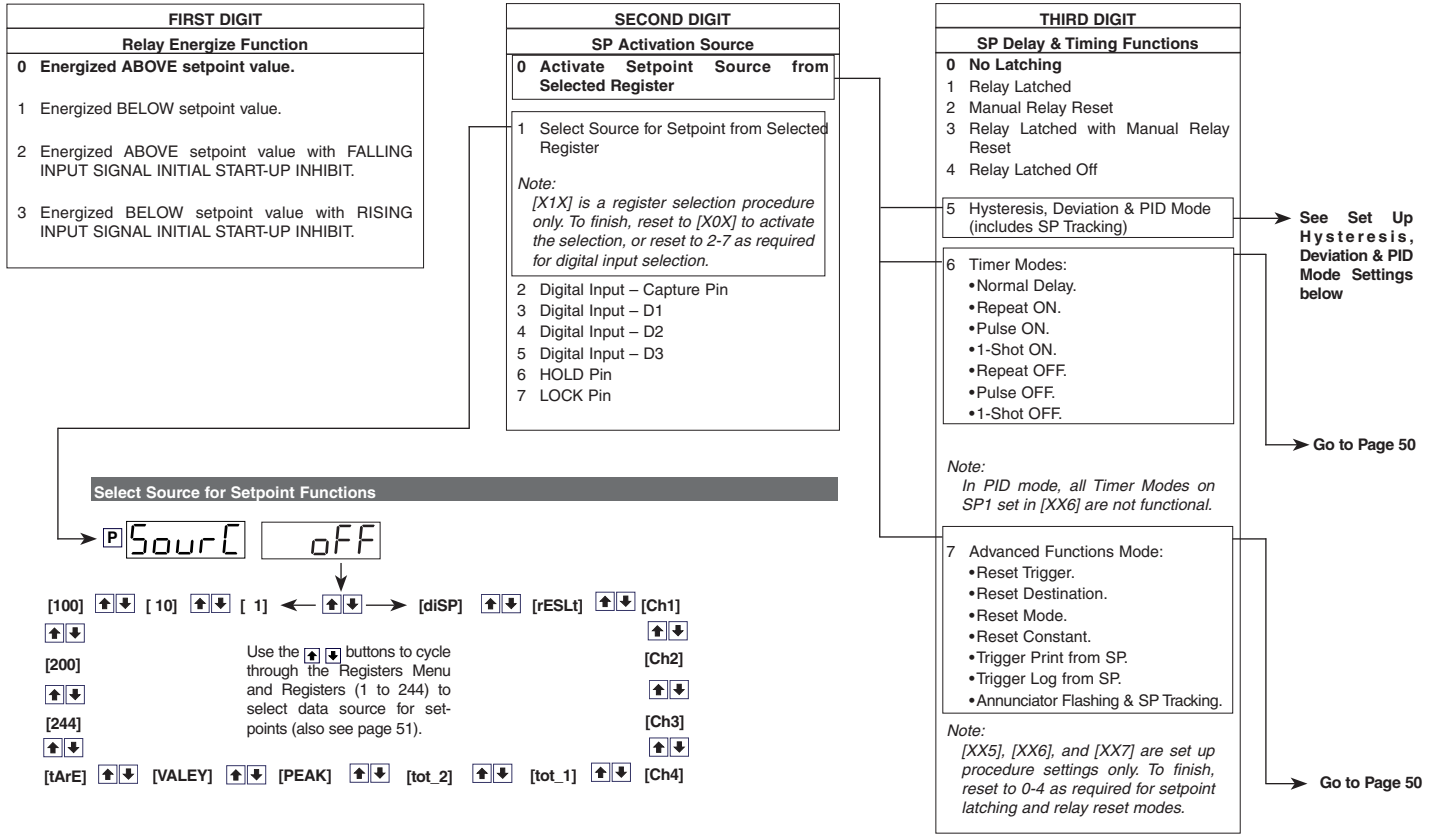 FIRST DIGIT
Relay Energize Function
0 Energized ABOVE setpoint value.
1 Energized BELOW setpoint value.
2 Energized ABOVE setpoint value with FALLING
INPUT SIGNAL INITIAL START-UP INHIBIT.
3 Energized BELOW setpoint value with RISING
INPUT SIGNAL INITIAL START-UP INHIBIT.
SECOND DIGIT
SP Activation Source
0 Activate Setpoint Source from
Selected Register
1 Select Source for Setpoint from Selected
Register
Note:
[X1X] is a register selection procedure
only. To finish, reset to [X0X] to activate
the selection, or reset to 2-7 as required
for digital input selection.
2 Digital Input – Capture Pin
3 Digital Input – D1
4 Digital Input – D2
5 Digital Input – D3
6 HOLD Pin
7 LOCK Pin
THIRD DIGIT
SP Delay & Timing Functions
0 No Latching
1 Relay Latched
2 Manual Relay Reset
3 Relay Latched with Manual Relay
Reset
4 Relay Latched Off
5 Hysteresis, Deviation & PID Mode
(includes SP Tracking)
See Set Up
Hysteresis,
Deviation & PID
Mode Settings
below
6 Timer Modes:
•Normal Delay.
•Repeat ON.
•Pulse ON.
•1-Shot ON.
•Repeat OFF.
•Pulse OFF.
•1-Shot OFF.
Go to Page 50
Note:
In PID mode, all Timer Modes on
SP1 set in [XX6] are not functional.
7 Advanced Functions Mode:
•Reset Trigger.
•Reset Destination.
•Reset Mode.
•Reset Constant.
•Trigger Print from SP.
•Trigger Log from SP.
•Annunciator Flashing & SP Tracking.
Note:
[XX5], [XX6], and [XX7] are set up
procedure settings only. To finish,
reset to 0-4 as required for setpoint
latching and relay reset modes.
Go to Page 50
Select Source for Setpoint Functions
P SourC oFF
[100] [ 10] [ 1] [diSP] [rESLt] [Ch1]
[200] [Ch2]
[244] [Ch3]
[tArE] [VALEY] [PEAK] [tot_2] [tot_1] [Ch4]
Use the buttons to cycle
through the Registers Menu
and Registers (1 to 244) to
select data source for set-
points (also see page 51).